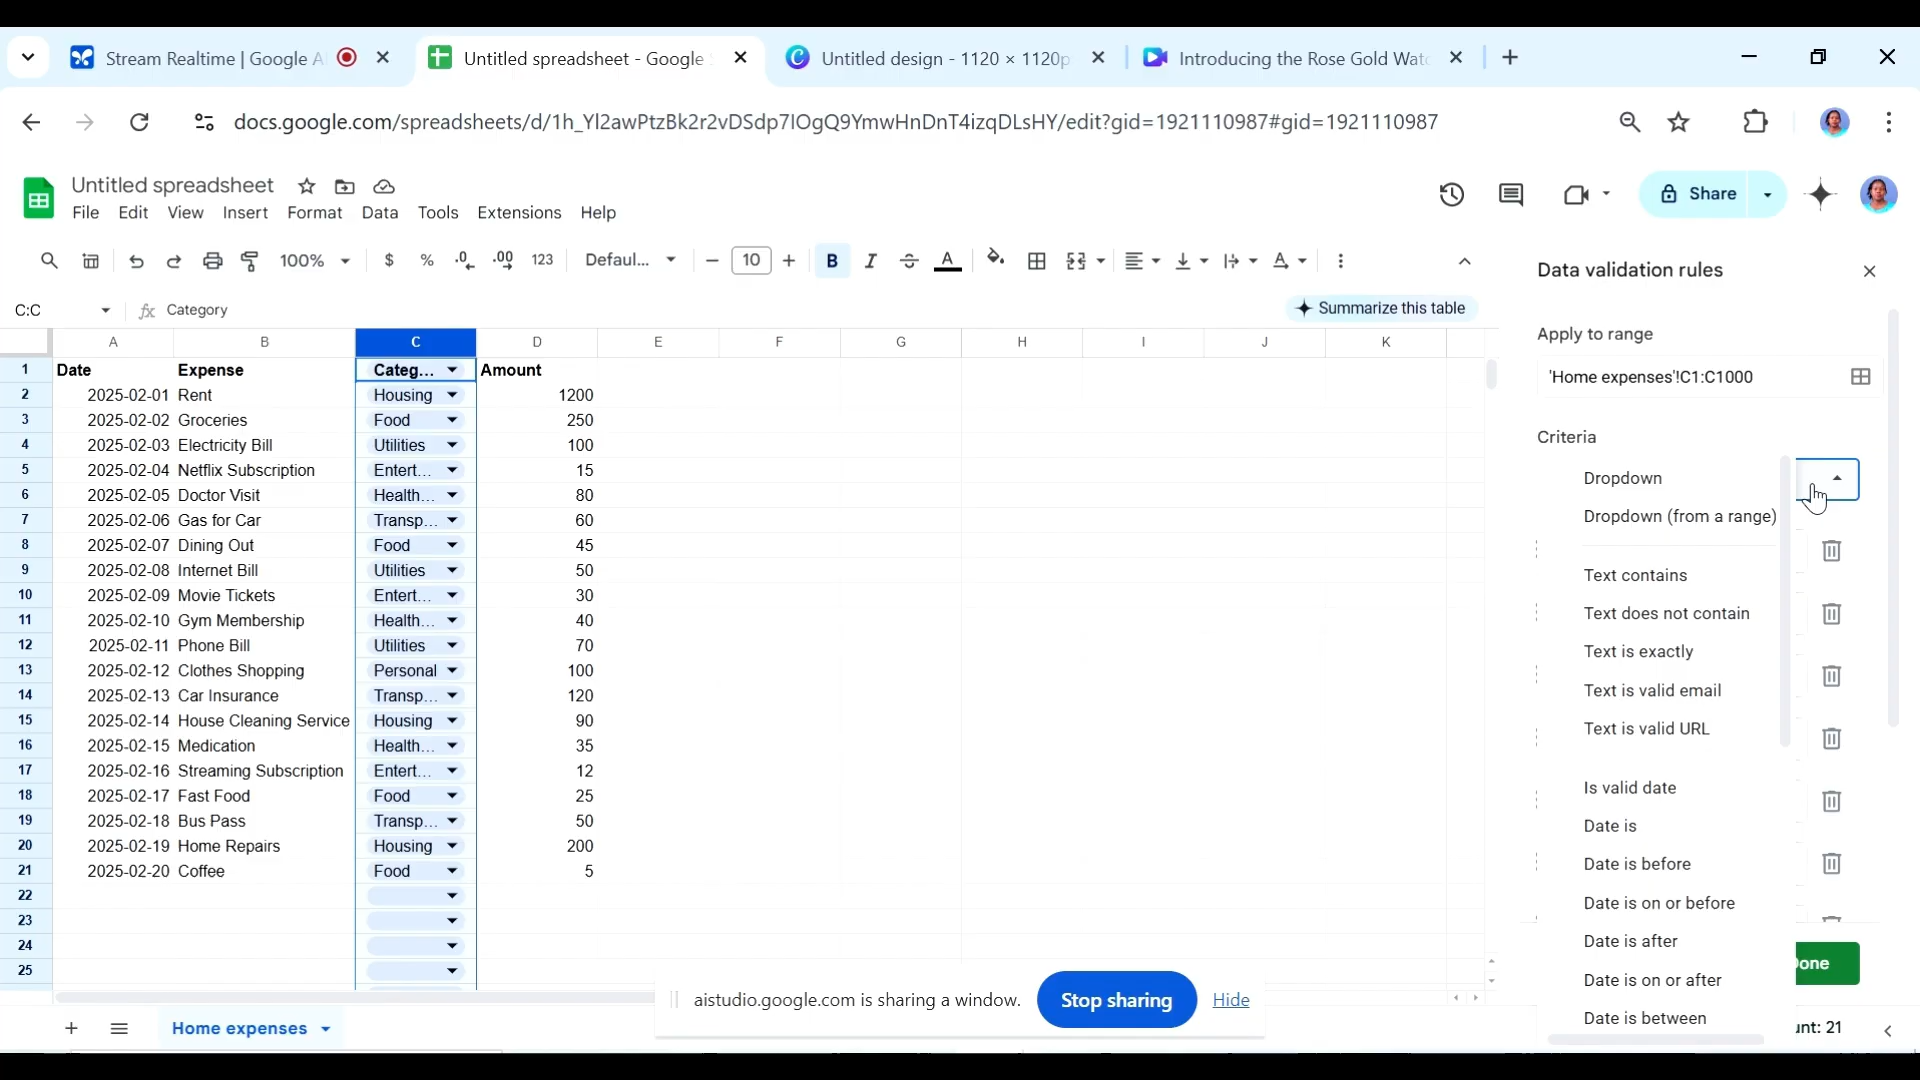 Stream Realtime | Google A
Untitled spreadsheet - Google S
Untitled design - 1120 × 1120p
Introducing the Rose Gold Watc
docs.google.com/spreadsheets/d/1h_Yl2awPtzBk2r2vDSdp7IOgQ9YmwHnDnT4izqDLsHY/edit?gid=1921110987#gid=1921110987
Untitled spreadsheet
File Edit View Insert Format Data Tools Extensions Help
Share
100% $ % .0 .00 123 Defaul... 10 B I A
Data validation rules
C:C fx Category
Summarize this table
Apply to range
'Home expenses'!C1:C1000
Criteria
Dropdown
Dropdown (from a range)
Text contains
Text does not contain
Text is exactly
Text is valid email
Text is valid URL
Is valid date
Date is
Date is before
Date is on or before
Date is after
Date is on or after
Date is between
Done
A B C D E F G H I J K
1 Date Expense Categ... Amount
2 2025-02-01 Rent Housing 1200
3 2025-02-02 Groceries Food 250
4 2025-02-03 Electricity Bill Utilities 100
5 2025-02-04 Netflix Subscription Entert... 15
6 2025-02-05 Doctor Visit Health... 80
7 2025-02-06 Gas for Car Transp... 60
8 2025-02-07 Dining Out Food 45
9 2025-02-08 Internet Bill Utilities 50
10 2025-02-09 Movie Tickets Entert... 30
11 2025-02-10 Gym Membership Health... 40
12 2025-02-11 Phone Bill Utilities 70
13 2025-02-12 Clothes Shopping Personal 100
14 2025-02-13 Car Insurance Transp... 120
15 2025-02-14 House Cleaning Service Housing 90
16 2025-02-15 Medication Health... 35
17 2025-02-16 Streaming Subscription Entert... 12
18 2025-02-17 Fast Food Food 25
19 2025-02-18 Bus Pass Transp... 50
20 2025-02-19 Home Repairs Housing 200
21 2025-02-20 Coffee Food 5
22
23
24
25
aistudio.google.com is sharing a window. Stop sharing Hide
Home expenses
unt: 21